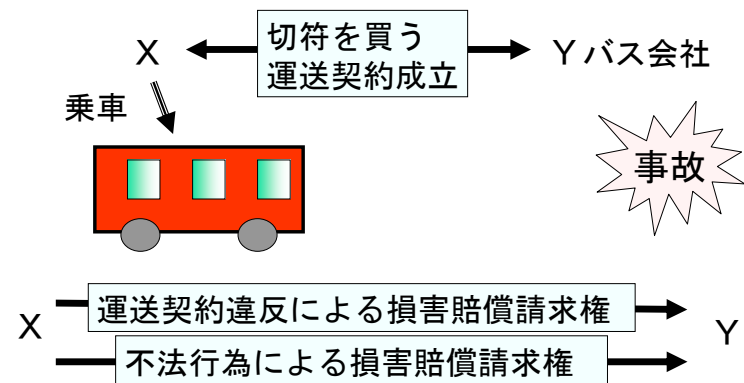 X
切符を買う
運送契約成立
Yバス会社
乗車
事故
X
運送契約違反による損害賠償請求権
不法行為による損害賠償請求権
Y